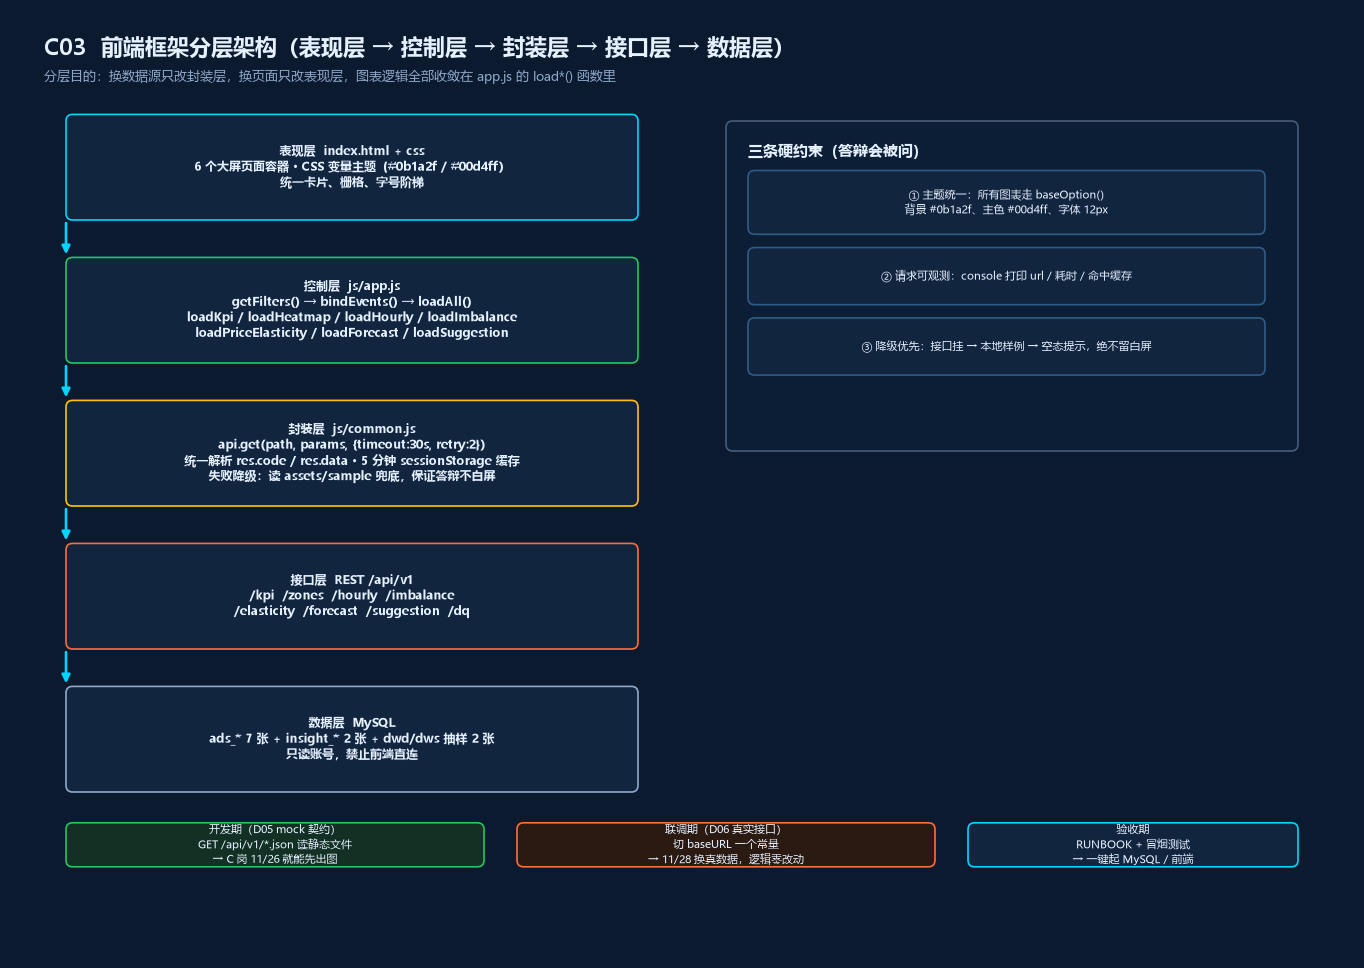 C03 前端框架分层架构（表现层 → 控制层 → 封装层 → 接口层 → 数据层）
分层目的：换数据源只改封装层，换页面只改表现层，图表逻辑全部收敛在 app.js 的 load*() 函数里
表现层 index.html + css
6 个大屏页面容器 · CSS 变量主题 (#0b1a2f / #00d4ff)
统一卡片、栅格、字号阶梯
控制层 js/app.js
getFilters() → bindEvents() → loadAll()
loadKpi / loadHeatmap / loadHourly / loadImbalance
loadPriceElasticity / loadForecast / loadSuggestion
封装层 js/common.js
api.get(path, params, {timeout:30s, retry:2})
统一解析 res.code / res.data · 5 分钟 sessionStorage 缓存
失败降级：读 assets/sample 兜底，保证答辩不白屏
接口层 REST /api/v1
/kpi /zones /hourly /imbalance
/elasticity /forecast /suggestion /dq
数据层 MySQL
ads_* 7 张 + insight_* 2 张 + dwd/dws 抽样 2 张
只读账号，禁止前端直连
三条硬约束（答辩会被问）
① 主题统一：所有图表走 baseOption()
背景 #0b1a2f、主色 #00d4ff、字体 12px
② 请求可观测：console 打印 url / 耗时 / 命中缓存
③ 降级优先：接口挂 → 本地样例 → 空态提示，绝不留白屏
开发期（D05 mock 契约）
GET /api/v1/*.json 读静态文件
→ C 岗 11/26 就能先出图
联调期（D06 真实接口）
切 baseURL 一个常量
→ 11/28 换真数据，逻辑零改动
验收期
RUNBOOK + 冒烟测试
→ 一键起 MySQL / 前端